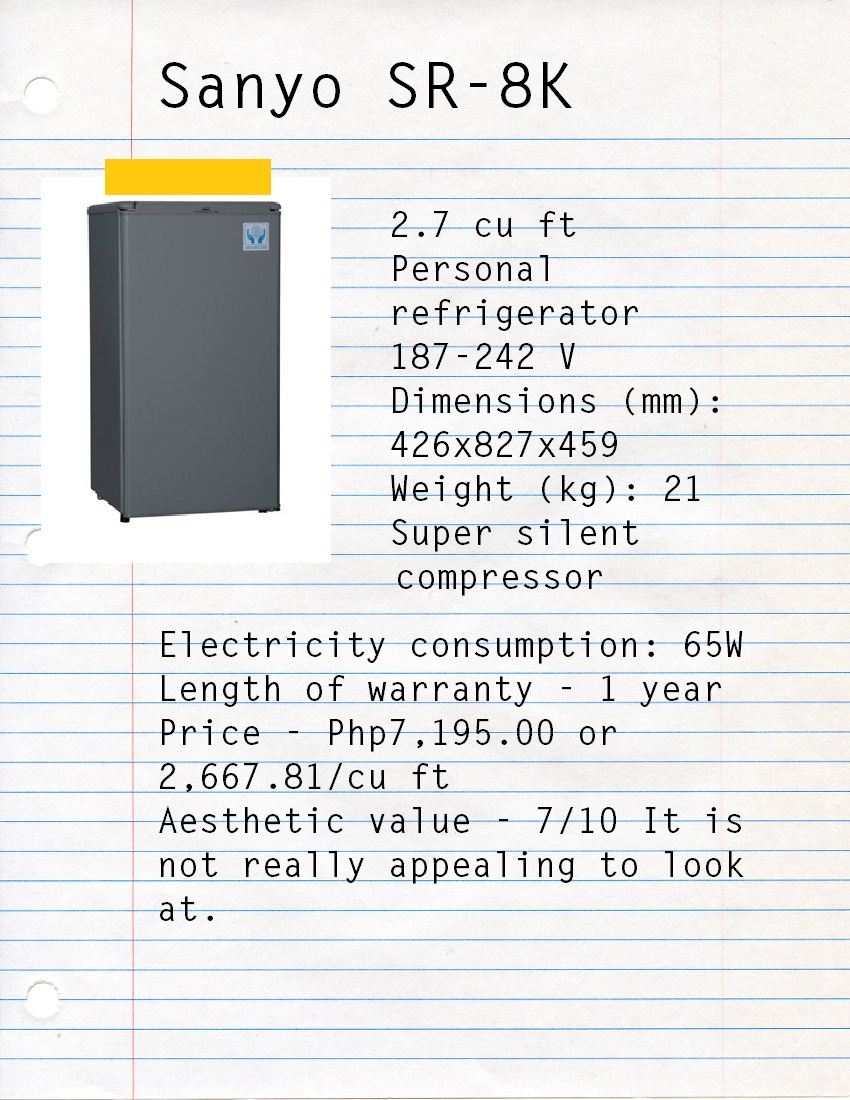 Sanyo SR-8K
2.7 cu ft
Personal
refrigerator
187-242 V
Dimensions (mm):
426x827x459
Weight (kg): 21
Super silent
compressor
Electricity consumption: 65W
Length of warranty - 1 year
Price - Php7,195.00 or
2,667.81/cu ft
Aesthetic value - 7/10 It is
not really appealing to look
at.